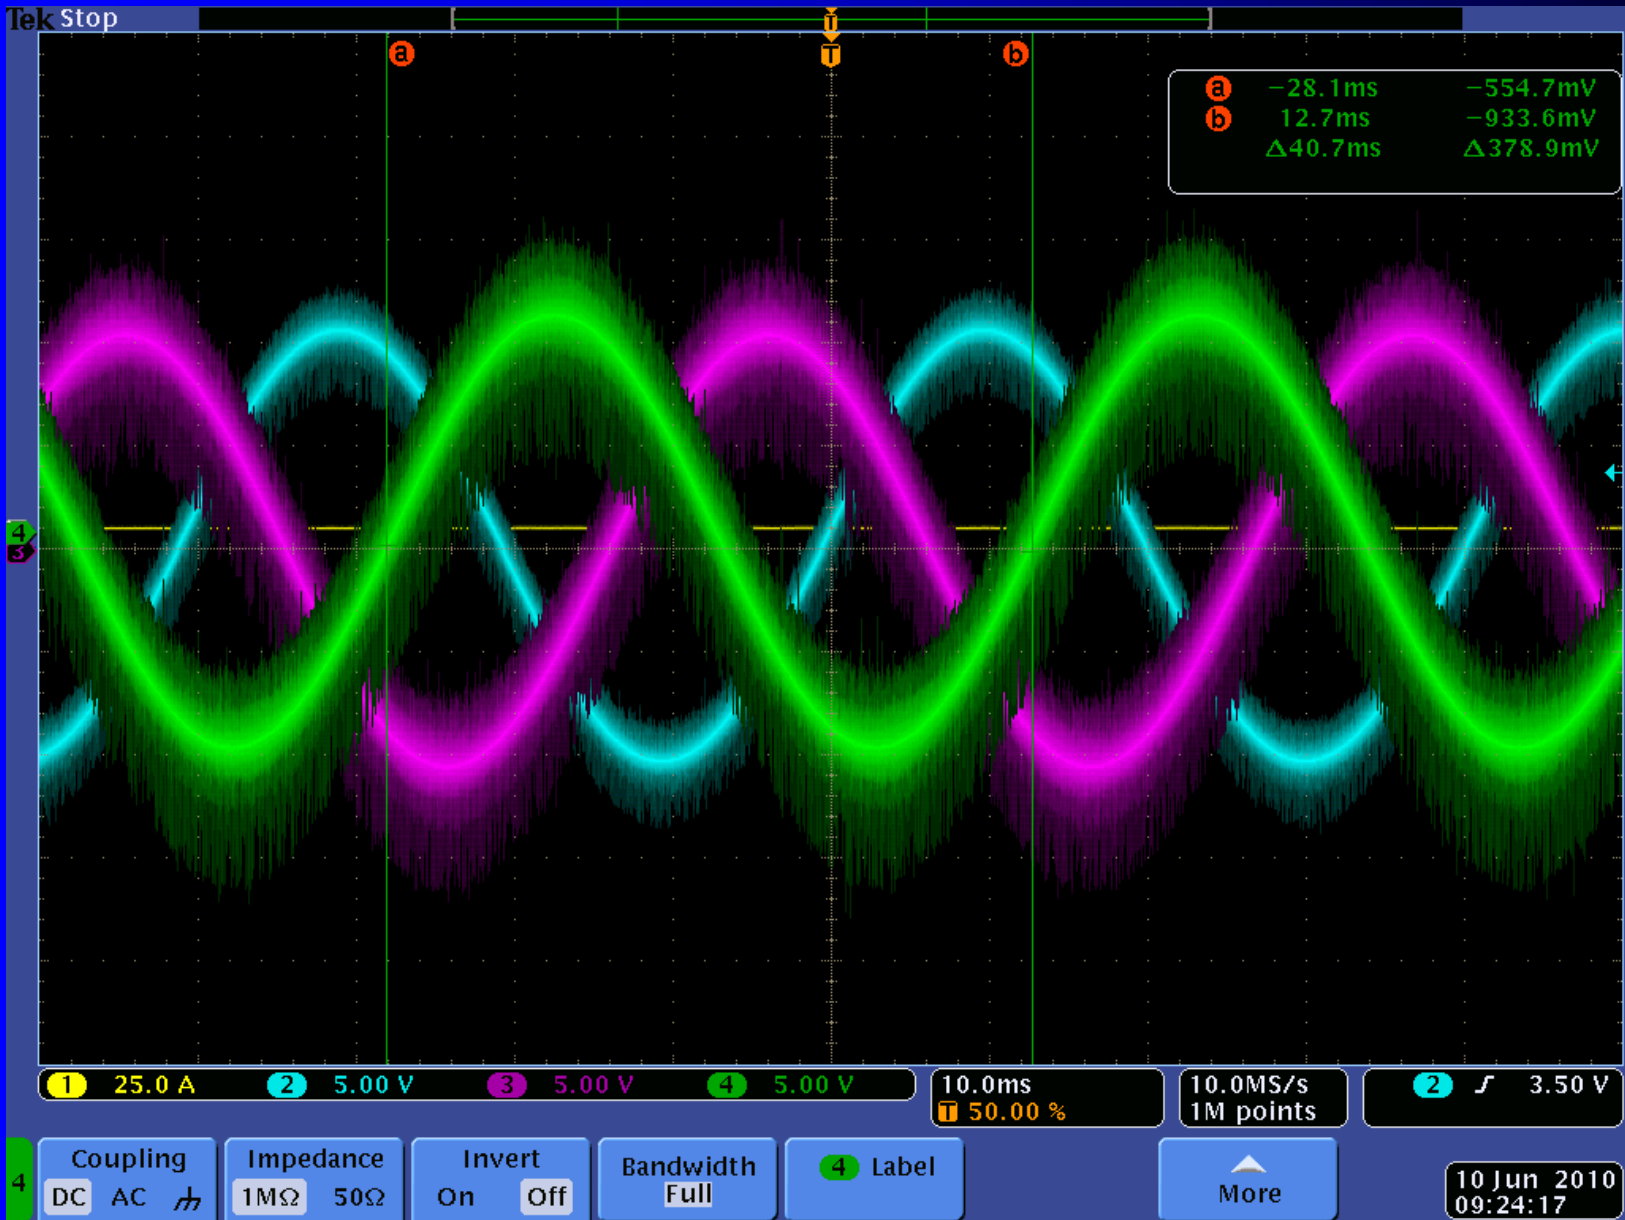 Tek Stop
T
a
T
b
a −28.1ms −554.7mV
b 12.7ms −933.6mV
Δ40.7ms Δ378.9mV
4
3
1 25.0 A 2 5.00 V 3 5.00 V 4 5.00 V
10.0ms
T 50.00 %
10.0MS/s
1M points
2 3.50 V
4
Coupling
DC AC
Impedance
1MΩ 50Ω
Invert
On Off
Bandwidth
Full
4 Label
More
10 Jun 2010
09:24:17